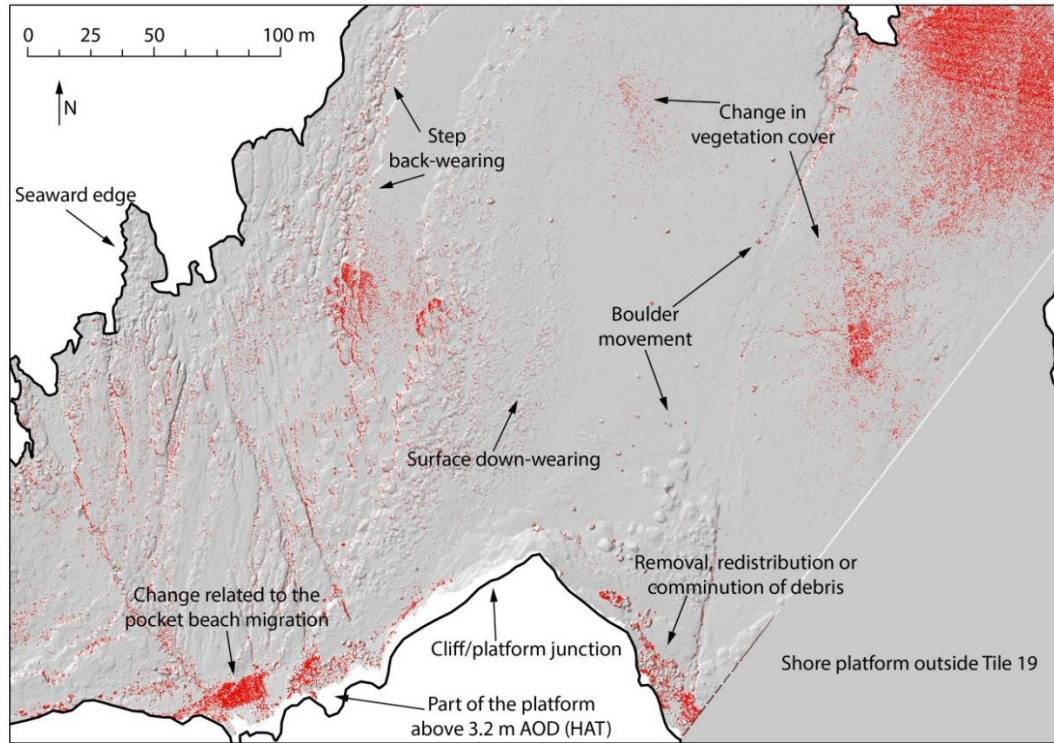 0 25 50 100 m
N
Step
back-wearing
Change in
vegetation cover
Seaward edge
Boulder
movement
Surface down-wearing
Removal, redistribution or
comminution of debris
Change related to the
pocket beach migration
Cliff/platform junction
Shore platform outside Tile 19
Part of the platform
above 3.2 m AOD (HAT)